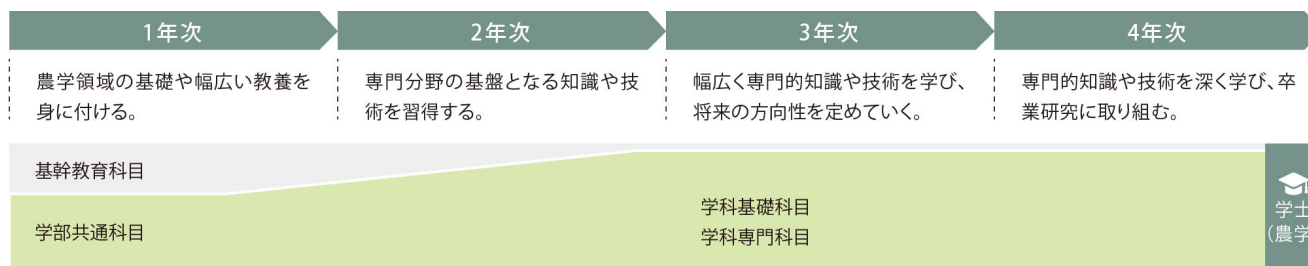 1年次
2年次
3年次
4年次
農学領域の基礎や幅広い教養を
身に付ける。
専門分野の基盤となる知識や技
術を習得する。
幅広く専門的知識や技術を学び、
将来の方向性を定めていく。
専門的知識や技術を深く学び、卒
業研究に取り組む。
基幹教育科目
学部共通科目
学科基礎科目
学科専門科目
学士
（農学